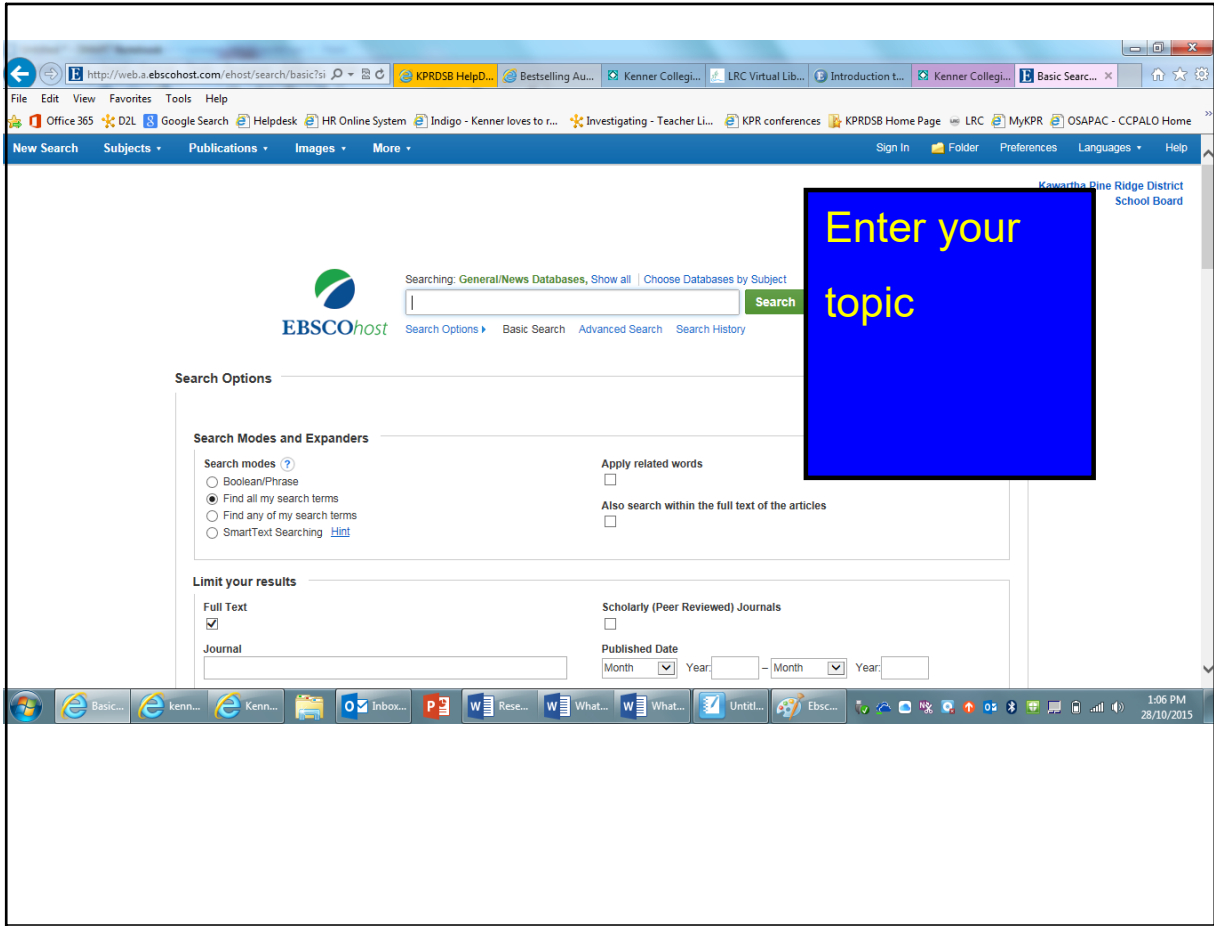 http://web.a.ebscohost.com/ehost/search/basic?si
KPRDSB HelpD...
Bestselling Au...
Kenner Collegi...
LRC Virtual Lib...
Introduction t...
Kenner Collegi...
Basic Searc...
File Edit View Favorites Tools Help
Office 365 D2L Google Search Helpdesk HR Online System Indigo - Kenner loves to r... Investigating - Teacher Li... KPR conferences KPRDSB Home Page LRC MyKPR OSAPAC - CCPALO Home
New Search Subjects Publications Images More Sign In Folder Preferences Languages Help
Kawartha Pine Ridge District
School Board
Enter your
topic
Searching: General/News Databases, Show all | Choose Databases by Subject
Search
EBSCOhost
Search Options Basic Search Advanced Search Search History
Search Options
Search Modes and Expanders
Search modes ?
Boolean/Phrase
Find all my search terms
Find any of my search terms
SmartText Searching Hint
Apply related words
Also search within the full text of the articles
Limit your results
Full Text
Scholarly (Peer Reviewed) Journals
Journal
Published Date
Month Year: – Month Year:
Basic... kenn... Kenn... Inbox... Rese... What... What... Untitl... Ebsc...
1:06 PM
28/10/2015